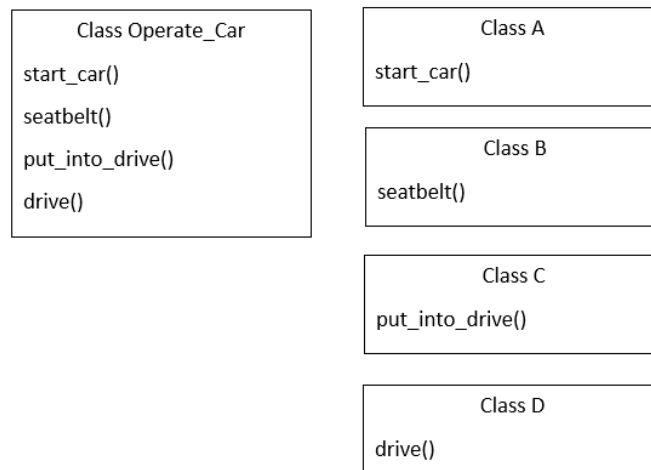 Class Operate_Car
start_car()
seatbelt()
put_into_drive()
drive()
Class A
start_car()
Class B
seatbelt()
Class C
put_into_drive()
Class D
drive()